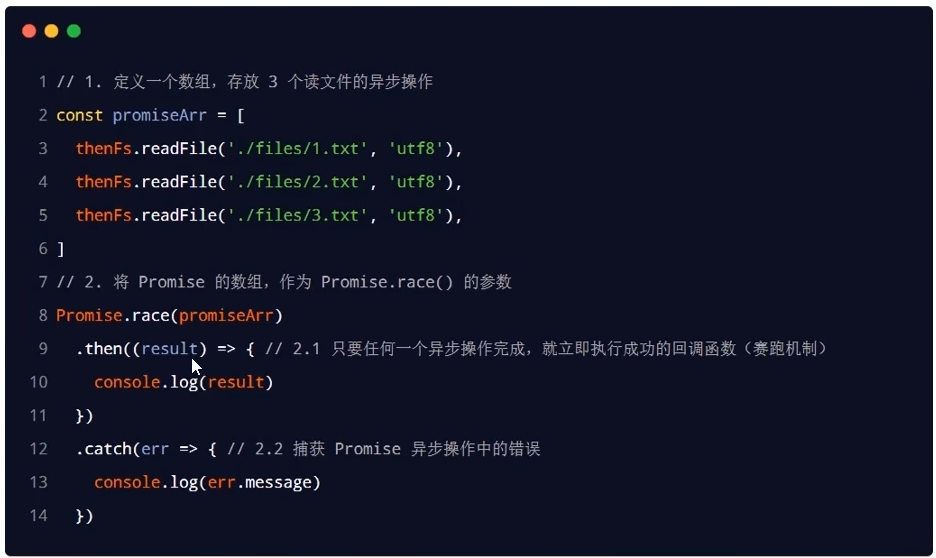 1 // 1. 定义一个数组，存放 3 个读文件的异步操作
2 const promiseArr = [
3 thenFs.readFile('./files/1.txt', 'utf8'),
4 thenFs.readFile('./files/2.txt', 'utf8'),
5 thenFs.readFile('./files/3.txt', 'utf8'),
6 ]
7 // 2. 将 Promise 的数组，作为 Promise.race() 的参数
8 Promise.race(promiseArr)
9 .then((result) => { // 2.1 只要任何一个异步操作完成，就立即执行成功的回调函数（赛跑机制）
10 console.log(result)
11 })
12 .catch(err => { // 2.2 捕获 Promise 异步操作中的错误
13 console.log(err.message)
14 })